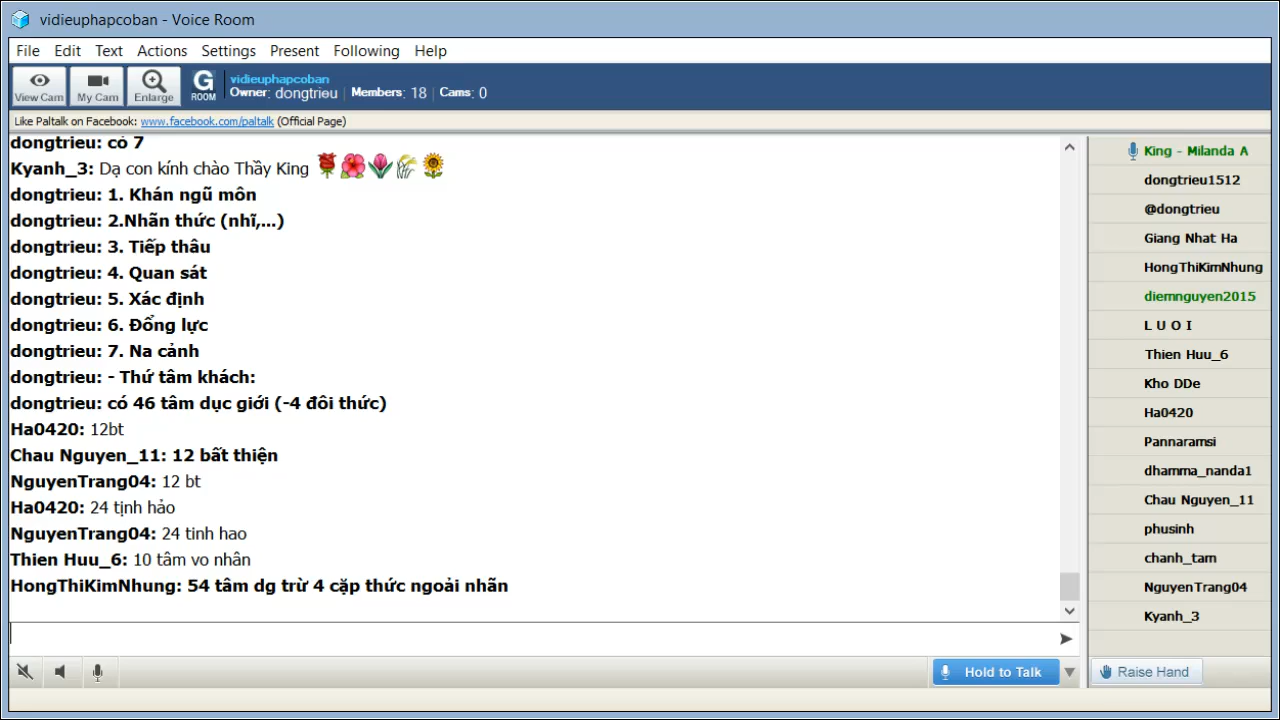 vidieuphapcoban - Voice Room
File Edit Text Actions Settings Present Following Help
View Cam My Cam Enlarge G ROOM
vidieuphapcoban
Owner: dongtrieu | Members: 18 | Cams: 0
Like Paltalk on Facebook: www.facebook.com/paltalk (Official Page)
dongtrieu: có 7
Kyanh_3: Dạ con kính chào Thầy King
dongtrieu: 1. Khán ngũ môn
dongtrieu: 2.Nhãn thức (nhĩ,...)
dongtrieu: 3. Tiếp thâu
dongtrieu: 4. Quan sát
dongtrieu: 5. Xác định
dongtrieu: 6. Đổng lực
dongtrieu: 7. Na cảnh
dongtrieu: - Thứ tâm khách:
dongtrieu: có 46 tâm dục giới (-4 đôi thức)
Ha0420: 12bt
Chau Nguyen_11: 12 bất thiện
NguyenTrang04: 12 bt
Ha0420: 24 tịnh hảo
NguyenTrang04: 24 tinh hao
Thien Huu_6: 10 tâm vo nhân
HongThiKimNhung: 54 tâm dg trừ 4 cặp thức ngoài nhãn
King - Milanda A
dongtrieu1512
@dongtrieu
Giang Nhat Ha
HongThiKimNhung
diemnguyen2015
L U O I
Thien Huu_6
Kho DDe
Ha0420
Pannaramsi
dhamma_nanda1
Chau Nguyen_11
phusinh
chanh_tam
NguyenTrang04
Kyanh_3
Hold to Talk
Raise Hand